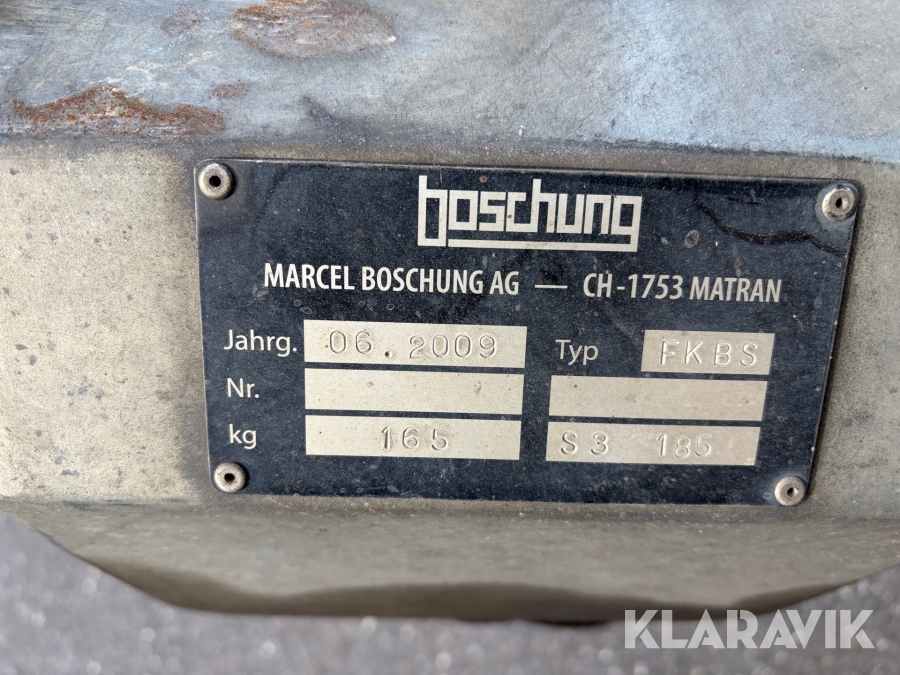 boschung
MARCEL BOSCHUNG AG — CH-1753 MATRAN
Jahrg. 06.2009 Typ FKBS
Nr.
kg 165 S3 185
KLARAVIK